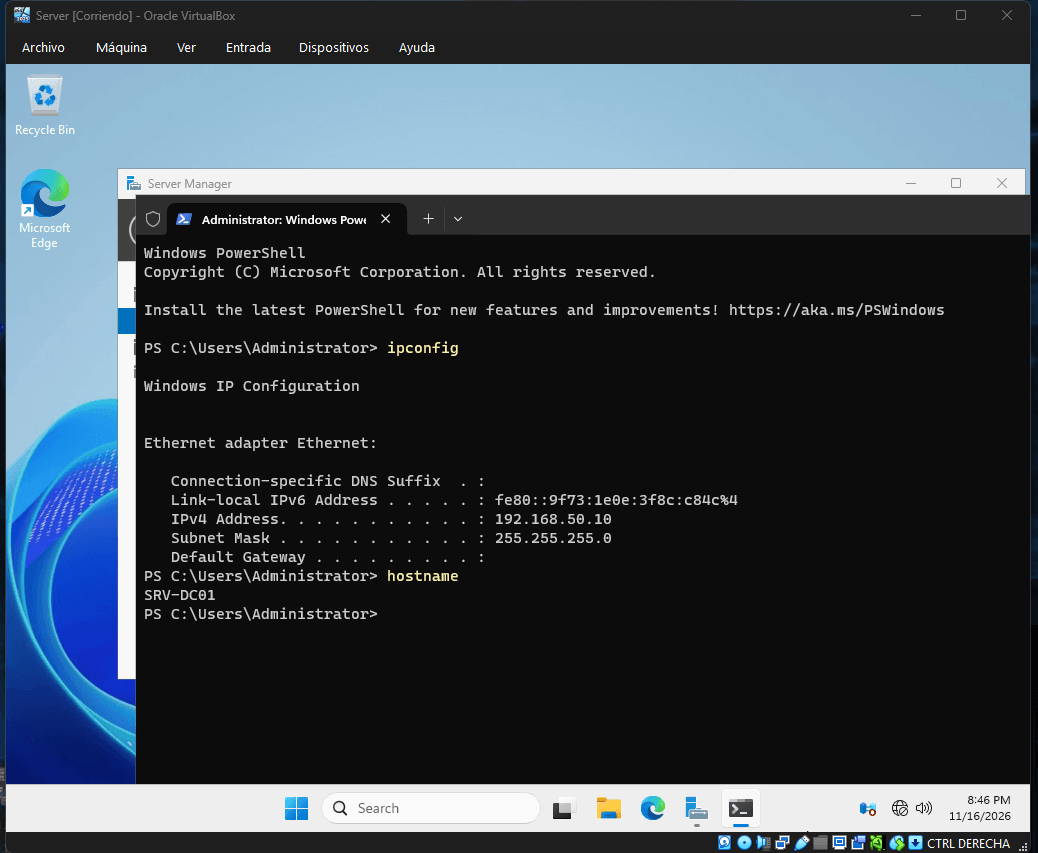 Server [Corriendo] - Oracle VirtualBox
Archivo Máquina Ver Entrada Dispositivos Ayuda
Recycle Bin
Microsoft
Edge
Server Manager
Administrator: Windows Powe
Windows PowerShell
Copyright (C) Microsoft Corporation. All rights reserved.
Install the latest PowerShell for new features and improvements! https://aka.ms/PSWindows
PS C:\Users\Administrator> ipconfig
Windows IP Configuration
Ethernet adapter Ethernet:
Connection-specific DNS Suffix  . :
Link-local IPv6 Address . . . . . : fe80::9f73:1e0e:3f8c:c84c%4
IPv4 Address. . . . . . . . . . . : 192.168.50.10
Subnet Mask . . . . . . . . . . . : 255.255.255.0
Default Gateway . . . . . . . . . :
PS C:\Users\Administrator> hostname
SRV-DC01
PS C:\Users\Administrator>
Search
8:46 PM
11/16/2026
CTRL DERECHA